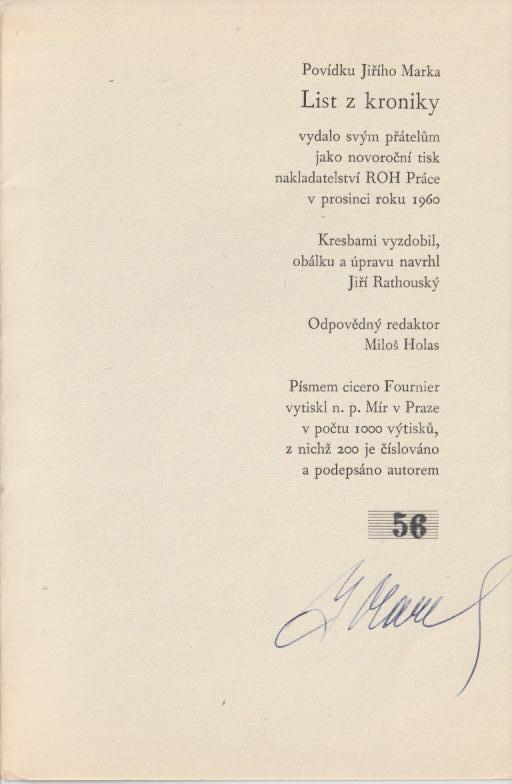 Povídku Jiřího Marka
List z kroniky
vydalo svým přátelům
jako novoroční tisk
nakladatelství ROH Práce
v prosinci roku 1960
Kresbami vyzdobil,
obálku a úpravu navrhl
Jiří Rathouský
Odpovědný redaktor
Miloš Holas
Písmem cicero Fournier
vytiskl n. p. Mír v Praze
v počtu 1000 výtisků,
z nichž 200 je číslováno
a podepsáno autorem
56